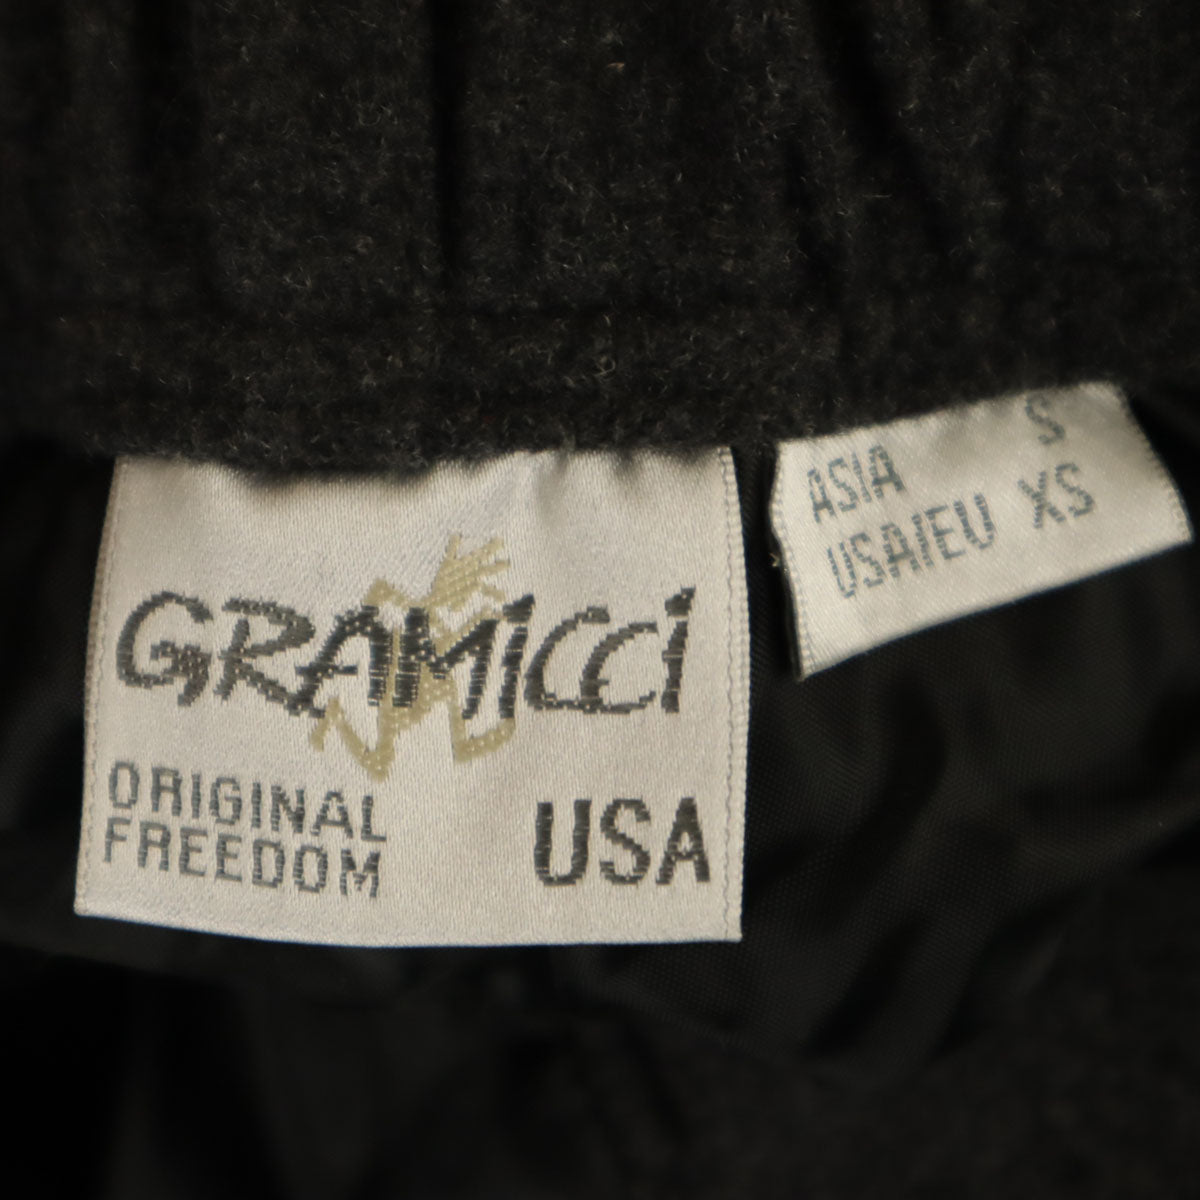 GRAMICCI
ORIGINAL
FREEDOM
USA
ASIA S
USA/EU XS